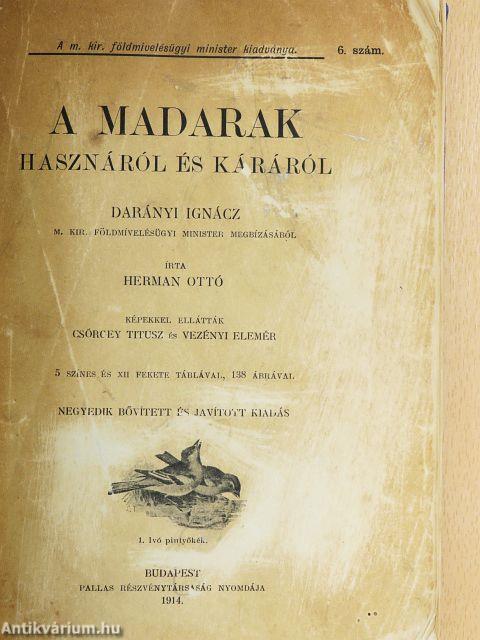 A m. kir. földmivelésügyi minister kiadványa. 6. szám.
A MADARAK
HASZNÁRÓL ÉS KÁRÁRÓL
DARÁNYI IGNÁCZ
M. KIR. FÖLDMÍVELÉSÜGYI MINISTER MEGBÍZÁSÁBÓL
ÍRTA
HERMAN OTTÓ
KÉPEKKEL ELLÁTTÁK
CSÖRGEY TITUSZ ÉS VEZÉNYI ELEMÉR
5 SZINES ÉS XII FEKETE TÁBLÁVAL, 138 ÁBRÁVAL
NEGYEDIK BŐVÍTETT ÉS JAVÍTOTT KIADÁS
1. Ivó pintyőkék.
BUDAPEST
PALLAS RÉSZVÉNYTÁRSASÁG NYOMDÁJA
1914.
Antikvárium.hu